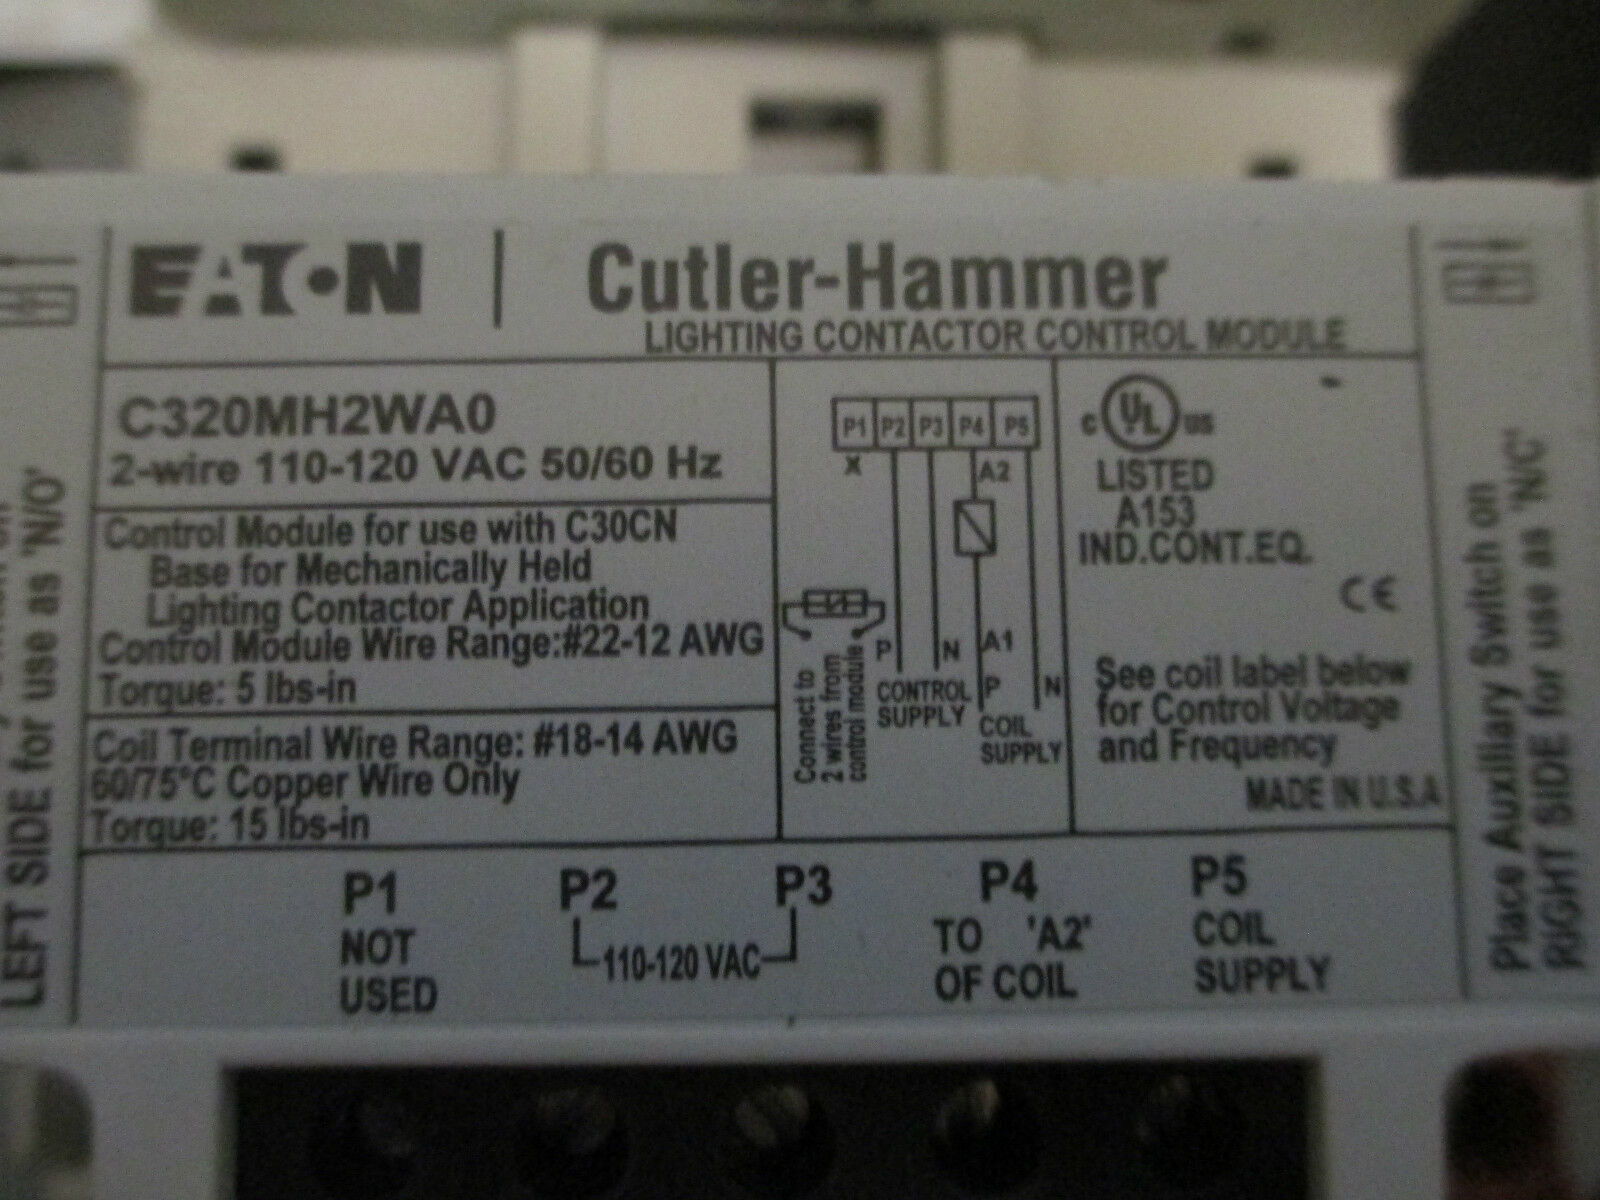 EATON | Cutler-Hammer
LIGHTING CONTACTOR CONTROL MODULE
C320MH2WA0
2-wire 110-120 VAC 50/60 Hz
Control Module for use with C30CN
Base for Mechanically Held
Lighting Contactor Application
Control Module Wire Range:#22-12 AWG
Torque: 5 lbs-in
Coil Terminal Wire Range: #18-14 AWG
60/75°C Copper Wire Only
Torque: 15 lbs-in
P1 P2 P3 P4 P5
X
A2
A1
P N P N
CONTROL
SUPPLY
COIL
SUPPLY
Connect to
2 wires from
control module
C UL US
LISTED
A153
IND.CONT.EQ.
CE
See coil label below
for Control Voltage
and Frequency
MADE IN U.S.A
P1
NOT
USED
P2 P3
110-120 VAC
P4
TO 'A2'
OF COIL
P5
COIL
SUPPLY
LEFT SIDE for use as 'N/O'
Place Auxiliary Switch on
RIGHT SIDE for use as 'N/C'